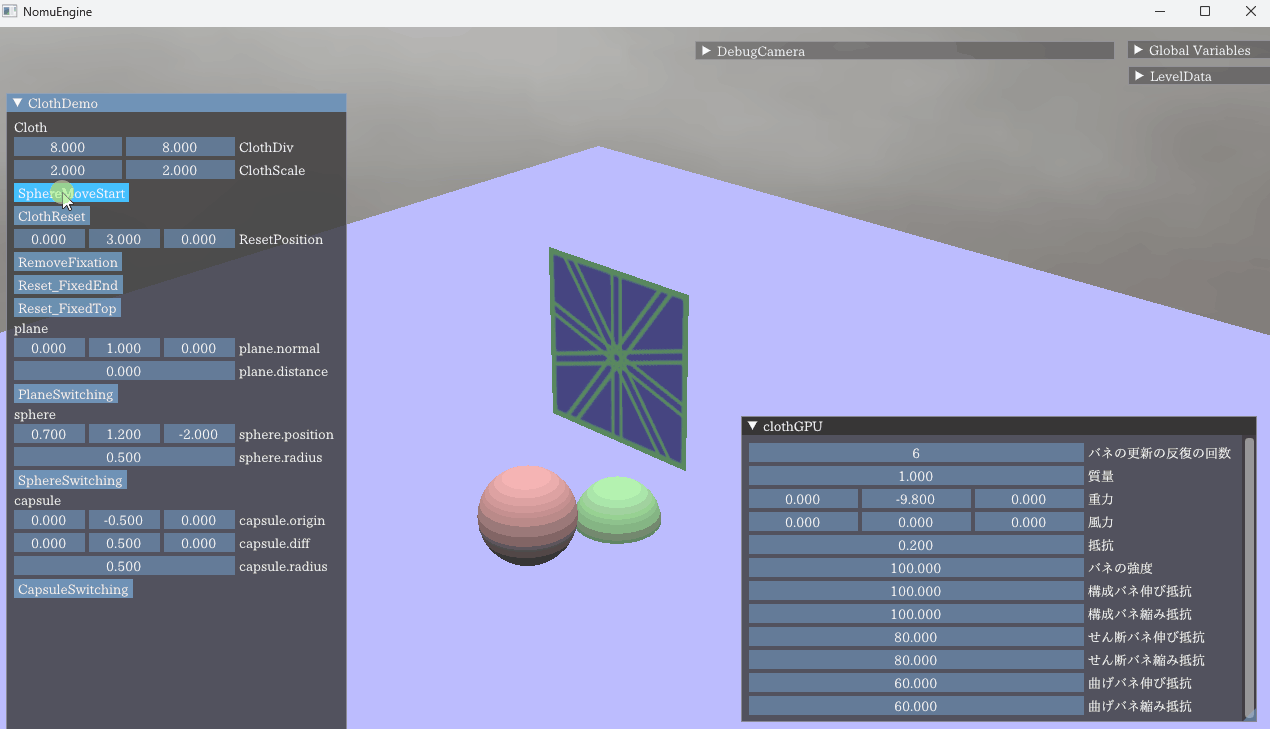 NomuEngine
DebugCamera
Global Variables
LevelData
ClothDemo
Cloth
8.000 8.000 ClothDiv
2.000 2.000 ClothScale
SphereMoveStart
ClothReset
0.000 3.000 0.000 ResetPosition
RemoveFixation
Reset_FixedEnd
Reset_FixedTop
plane
0.000 1.000 0.000 plane.normal
0.000 plane.distance
PlaneSwitching
sphere
0.700 1.200 -2.000 sphere.position
0.500 sphere.radius
SphereSwitching
capsule
0.000 -0.500 0.000 capsule.origin
0.000 0.500 0.000 capsule.diff
0.500 capsule.radius
CapsuleSwitching
clothGPU
6 バネの更新の反復の回数
1.000 質量
0.000 -9.800 0.000 重力
0.000 0.000 0.000 風力
0.200 抵抗
100.000 バネの強度
100.000 構成バネ伸び抵抗
100.000 構成バネ縮み抵抗
80.000 せん断バネ伸び抵抗
80.000 せん断バネ縮み抵抗
60.000 曲げバネ伸び抵抗
60.000 曲げバネ縮み抵抗